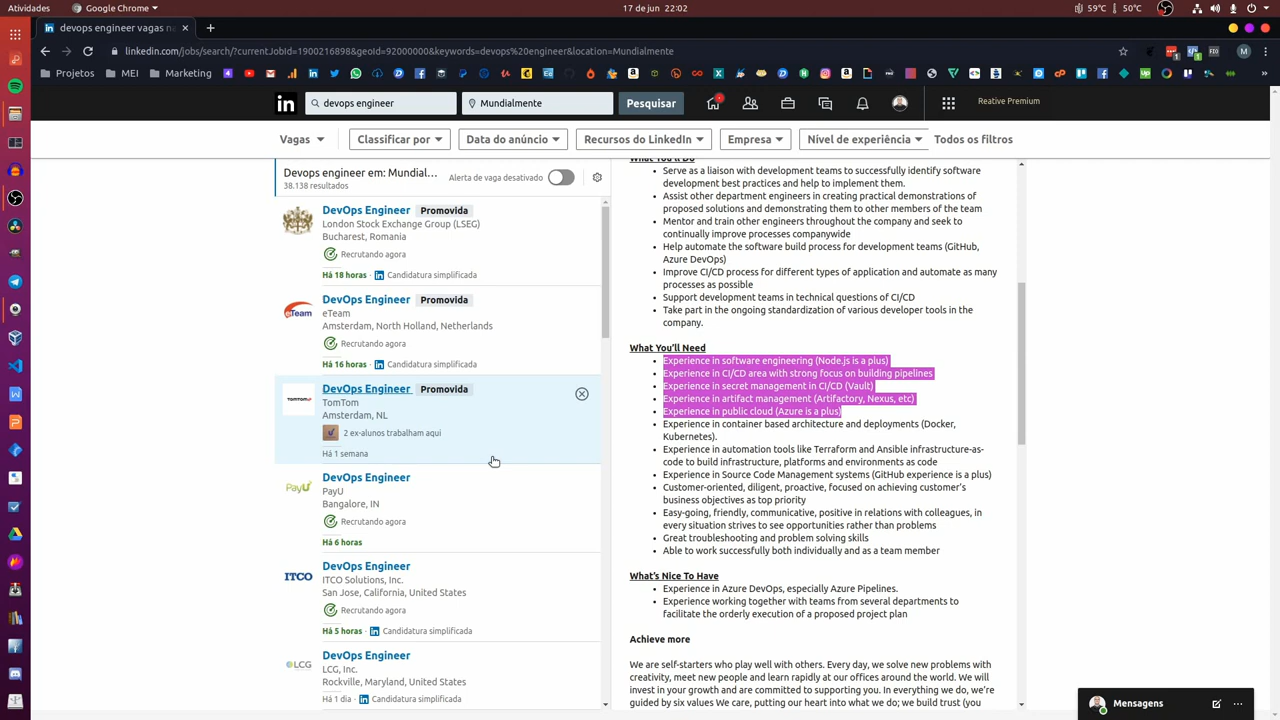 Atividades
Google Chrome
17 de jun 22:02
59°C
50°C
devops engineer vagas na
linkedin.com/jobs/search/?currentJobId=1900216898&geoId=92000000&keywords=devops%20engineer&location=Mundialmente
M
Projetos
MEI
Marketing
in
devops engineer
Mundialmente
Pesquisar
Reative Premium
Vagas
Classificar por
Data do anúncio
Recursos do LinkedIn
Empresa
Nível de experiência
Todos os filtros
Devops engineer em: Mundial...
38.138 resultados
Alerta de vaga desativado
DevOps Engineer Promovida
London Stock Exchange Group (LSEG)
Bucharest, Romania
Recrutando agora
Há 18 horas · in Candidatura simplificada
DevOps Engineer Promovida
eTeam
eTeam
Amsterdam, North Holland, Netherlands
Recrutando agora
Há 16 horas · in Candidatura simplificada
DevOps Engineer Promovida
TOMTOM
TomTom
Amsterdam, NL
2 ex-alunos trabalham aqui
Há 1 semana
DevOps Engineer
PayU
PayU
Bangalore, IN
Recrutando agora
Há 6 horas
DevOps Engineer
ITCO
ITCO Solutions, Inc.
San Jose, California, United States
Recrutando agora
Há 5 horas · in Candidatura simplificada
DevOps Engineer
LCG
LCG, Inc.
Rockville, Maryland, United States
Há 1 dia · in Candidatura simplificada
What You'll Do
Serve as a liaison with development teams to successfully identify software
development best practices and help to implement them.
Assist other department engineers in creating practical demonstrations of
proposed solutions and demonstrating them to other members of the team
Mentor and train other engineers throughout the company and seek to
continually improve processes companywide
Help automate the software build process for development teams (GitHub,
Azure DevOps)
Improve CI/CD process for different types of application and automate as many
processes as possible
Support development teams in technical questions of CI/CD
Take part in the ongoing standardization of various developer tools in the
company.
What You'll Need
Experience in software engineering (Node.js is a plus)
Experience in CI/CD area with strong focus on building pipelines
Experience in secret management in CI/CD (Vault)
Experience in artifact management (Artifactory, Nexus, etc)
Experience in public cloud (Azure is a plus)
Experience in container based architecture and deployments (Docker,
Kubernetes).
Experience in automation tools like Terraform and Ansible infrastructure-as-
code to build infrastructure, platforms and environments as code
Experience in Source Code Management systems (GitHub experience is a plus)
Customer-oriented, diligent, proactive, focused on achieving customer's
business objectives as top priority
Easy-going, friendly, communicative, positive in relations with colleagues, in
every situation strives to see opportunities rather than problems
Great troubleshooting and problem solving skills
Able to work successfully both individually and as a team member
What's Nice To Have
Experience in Azure DevOps, especially Azure Pipelines.
Experience working together with teams from several departments to
facilitate the orderly execution of a proposed project plan
Achieve more
We are self-starters who play well with others. Every day, we solve new problems with
creativity, meet new people and learn rapidly at our offices around the world. We will
invest in your growth and are committed to supporting you. In everything we do, we're
guided by six values We care, putting our heart into what we do; we build trust (you
Mensagens